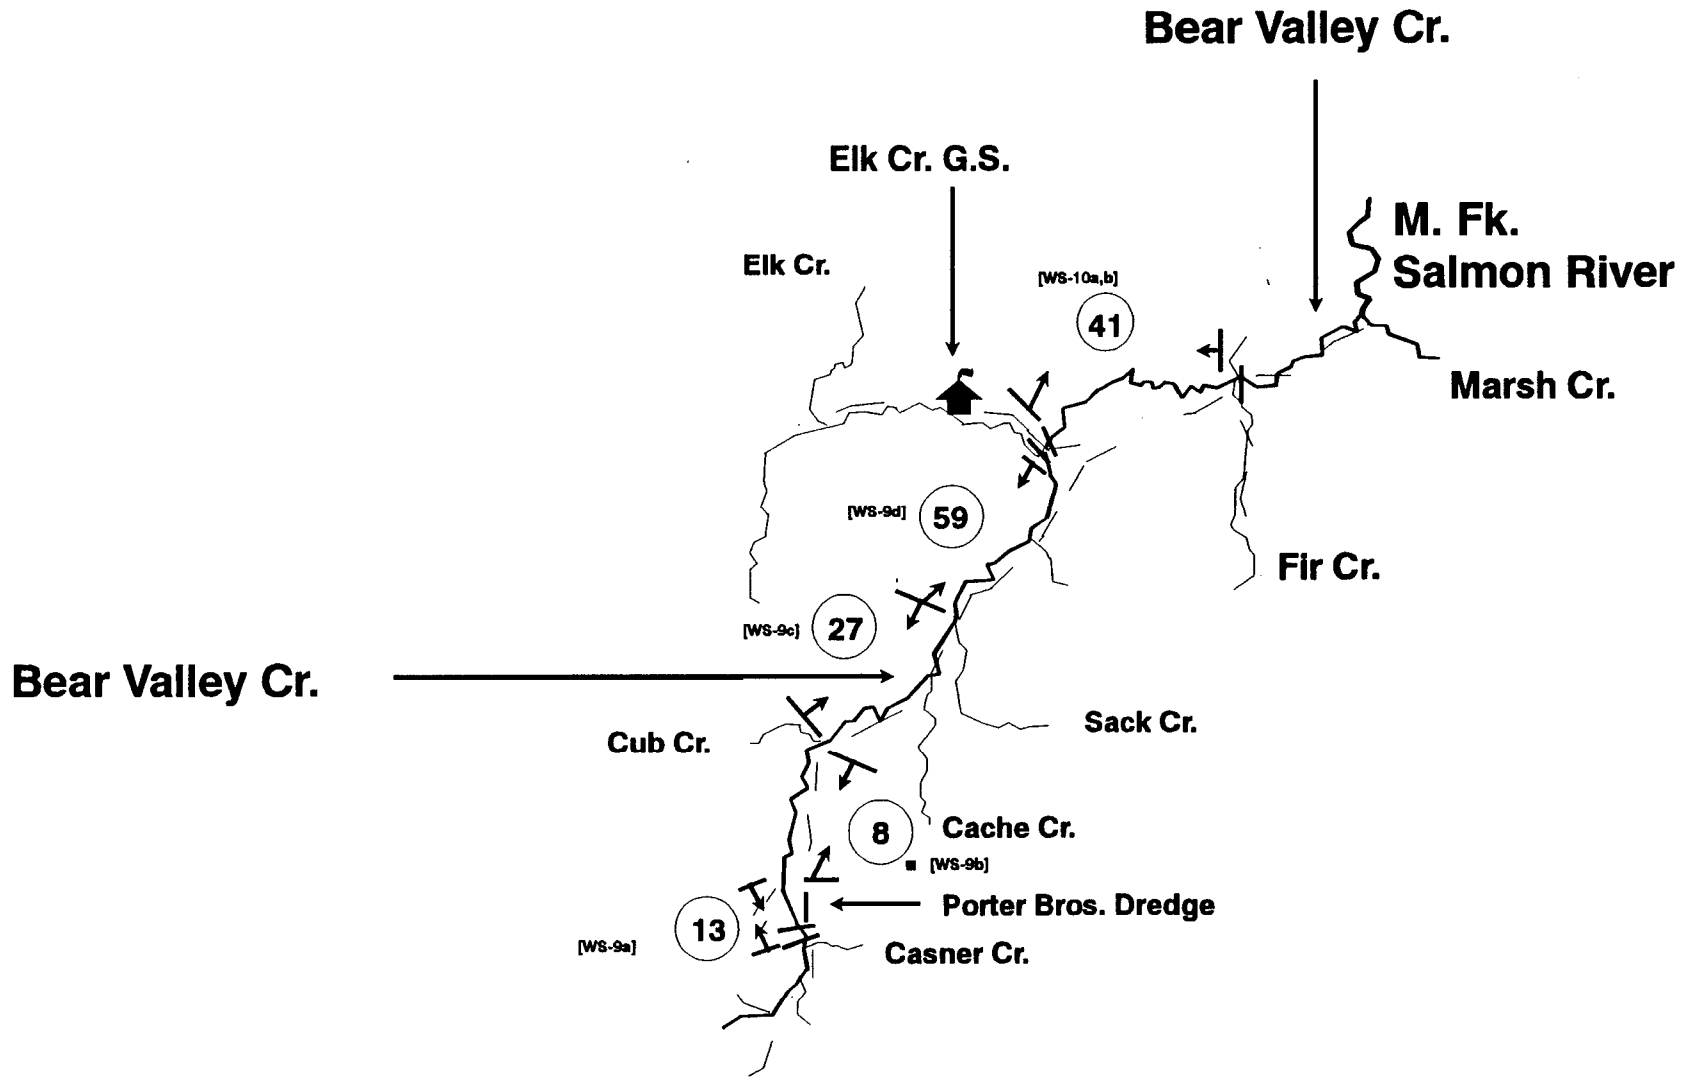 Bear Valley Cr.
Elk Cr. G.S.
M. Fk.
Salmon River
Elk Cr.
[WS-10a,b]
41
Marsh Cr.
[WS-9d]
59
Fir Cr.
[WS-9c]
27
Bear Valley Cr.
Sack Cr.
Cub Cr.
8
Cache Cr.
[WS-9b]
Porter Bros. Dredge
13
[WS-9a]
Casner Cr.